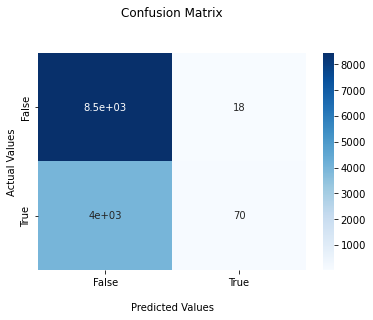 Confusion Matrix
False
8.5e+03
18
True
4e+03
70
Actual Values
False
True
Predicted Values
8000
7000
6000
5000
4000
3000
2000
1000